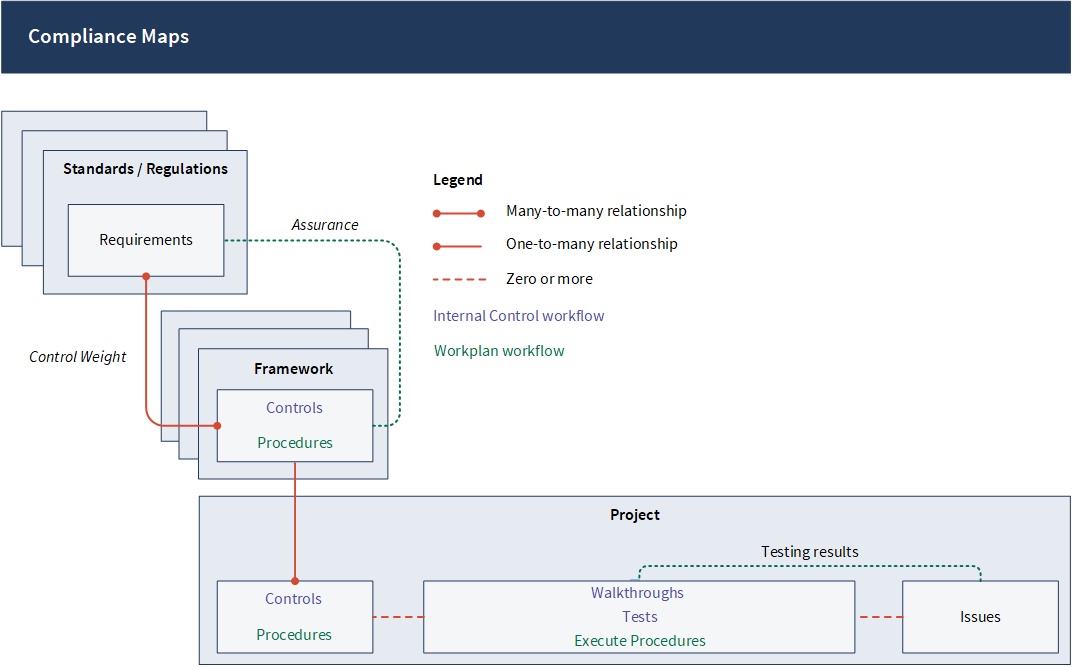 Compliance Maps
Standards / Regulations
Requirements
Assurance
Control Weight
Legend
Many-to-many relationship
One-to-many relationship
Zero or more
Internal Control workflow
Workplan workflow
Framework
Controls
Procedures
Project
Testing results
Controls
Procedures
Walkthroughs
Tests
Execute Procedures
Issues